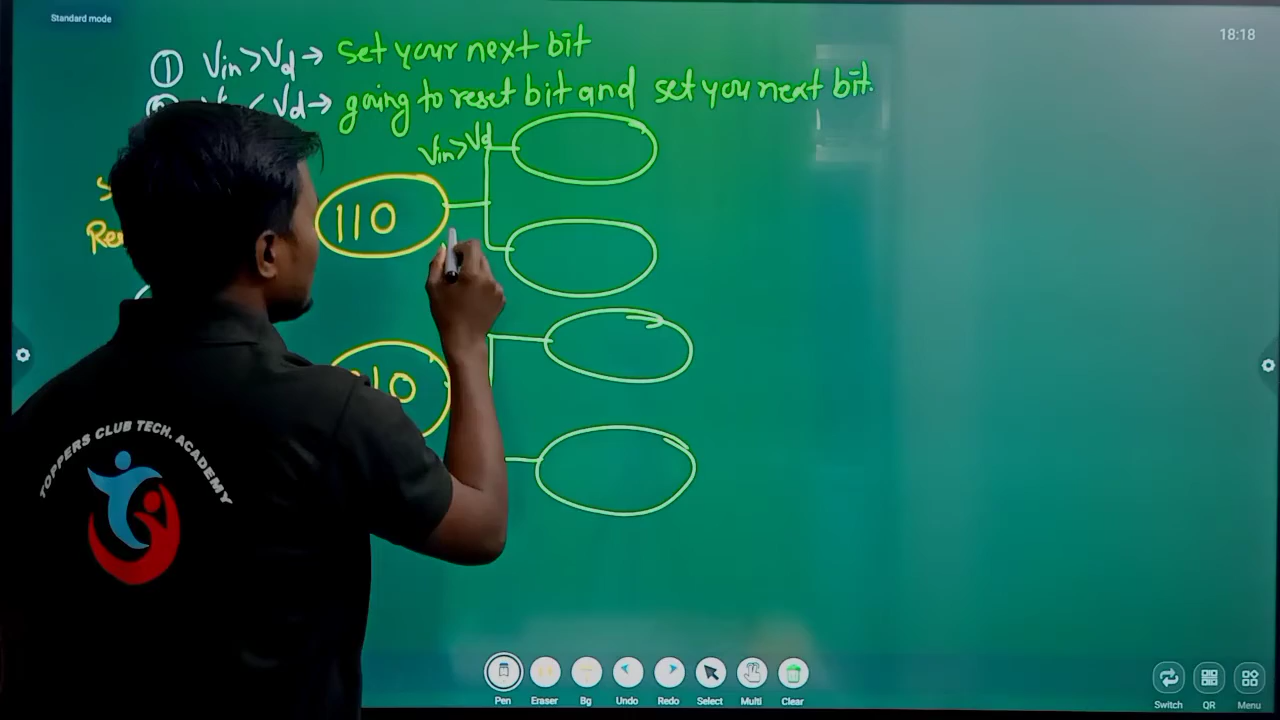 Standard mode
18:18
① Vin>Vd→ set your next bit
< Vd→ going to reset bit and set you next bit.
Vin>Vd
110
10
TOPPERS CLUB TECH. ACADEMY
Pen Eraser Bg Undo Redo Select Multi Clear
Switch QR Menu